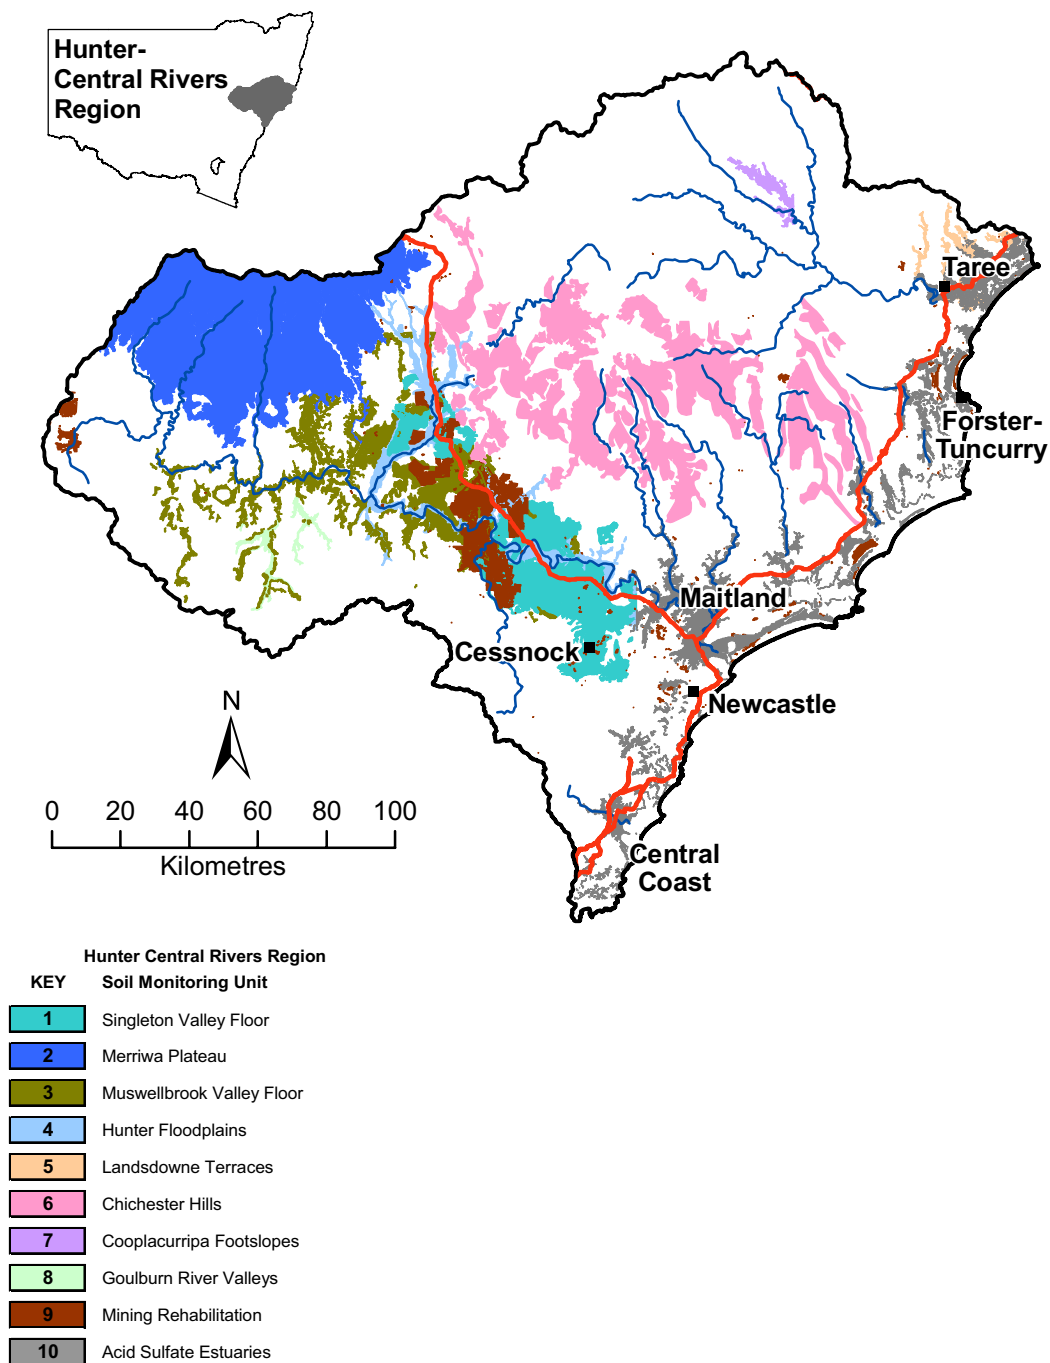 Hunter-
Central Rivers
Region
Taree
Forster-
Tuncurry
Maitland
Cessnock
Newcastle
N
0 20 40 60 80 100
Kilometres
Central
Coast
Hunter Central Rivers Region
KEY Soil Monitoring Unit
1 Singleton Valley Floor
2 Merriwa Plateau
3 Muswellbrook Valley Floor
4 Hunter Floodplains
5 Landsdowne Terraces
6 Chichester Hills
7 Cooplacurripa Footslopes
8 Goulburn River Valleys
9 Mining Rehabilitation
10 Acid Sulfate Estuaries